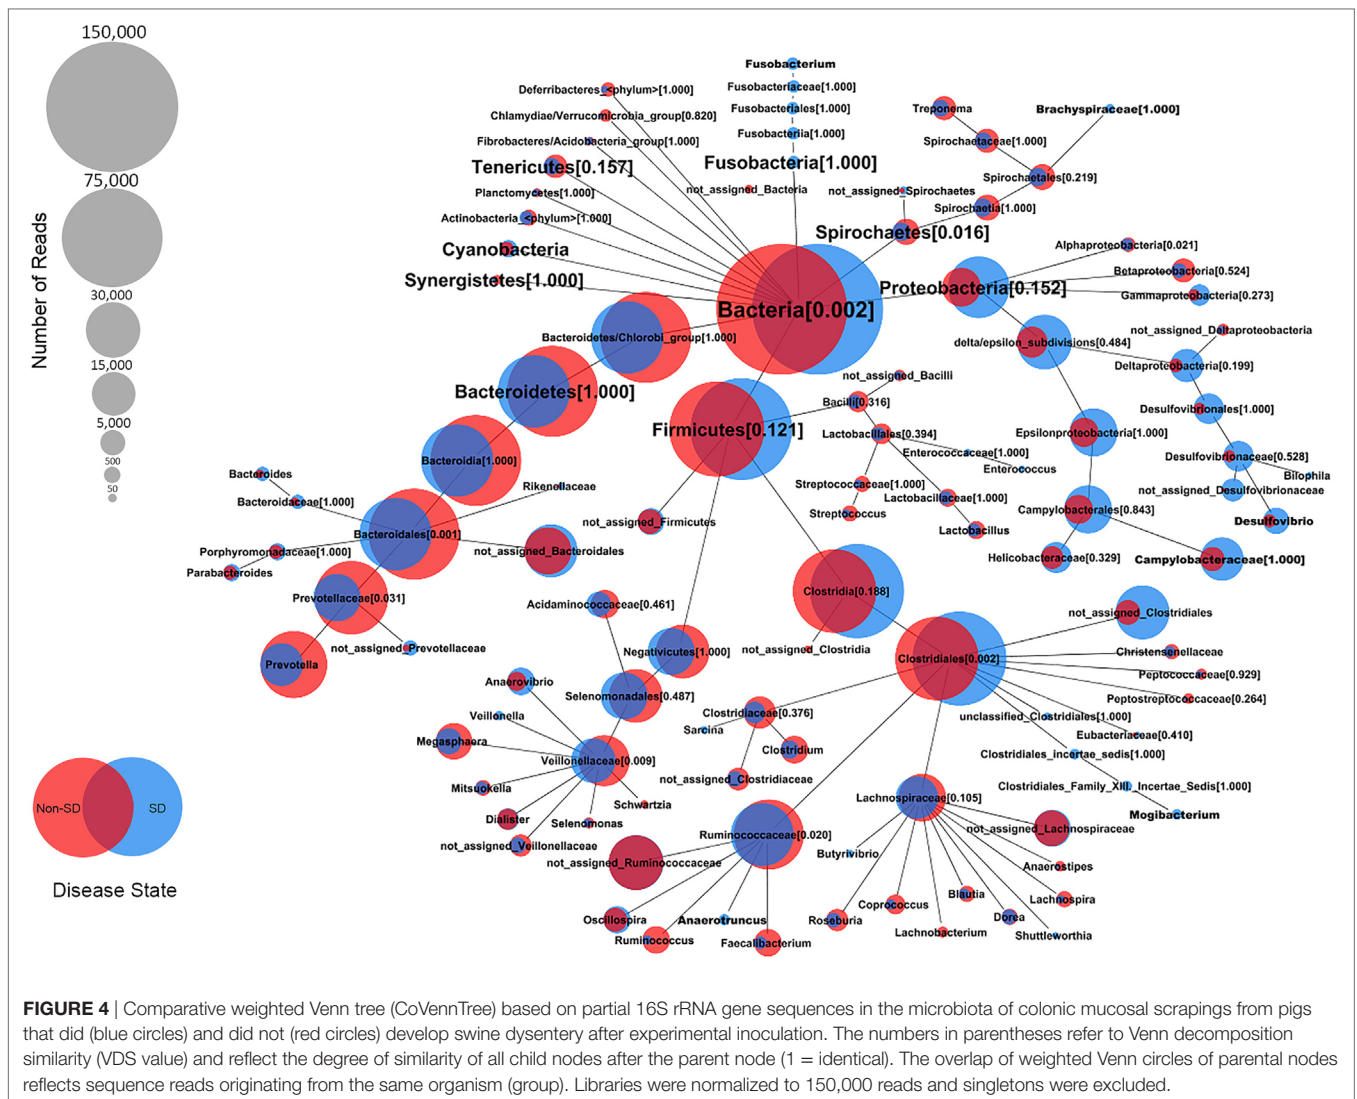 150,000
75,000
30,000
15,000
5,000
500
50
Number of Reads
Non-SD
SD
Disease State
Deferribacteres_<phylum>[1.000]
Chlamydiae/Verrucomicrobia_group[0.820]
Fibrobacteres/Acidobacteria_group[1.000]
Tenericutes[0.157]
Planctomycetes[1.000]
Actinobacteria_<phylum>[1.000]
Cyanobacteria
Synergistetes[1.000]
Fusobacterium
Fusobacteriaceae[1.000]
Fusobacteriales[1.000]
Fusobacteriia[1.000]
Fusobacteria[1.000]
not_assigned_Bacteria
Treponema
Brachyspiraceae[1.000]
Spirochaetaceae[1.000]
Spirochaetales[0.219]
not_assigned_Spirochaetes
Spirochaetia[1.000]
Spirochaetes[0.016]
Bacteria[0.002]
Proteobacteria[0.152]
Alphaproteobacteria[0.021]
Betaproteobacteria[0.524]
Gammaproteobacteria[0.273]
not_assigned_Deltaproteobacteria
delta/epsilon_subdivisions[0.484]
Deltaproteobacteria[0.199]
Desulfovibrionales[1.000]
Epsilonproteobacteria[1.000]
Desulfovibrionaceae[0.528]
Bilophila
not_assigned_Desulfovibrionaceae
Desulfovibrio
Campylobacterales[0.843]
Helicobacteraceae[0.329]
Campylobacteraceae[1.000]
Bacteroidetes/Chlorobi_group[1.000]
Bacteroidetes[1.000]
Bacteroidia[1.000]
Rikenellaceae
Bacteroides
Bacteroidaceae[1.000]
Bacteroidales[0.001]
not_assigned_Bacteroidales
Porphyromonadaceae[1.000]
Parabacteroides
Prevotellaceae[0.031]
not_assigned_Prevotellaceae
Prevotella
Firmicutes[0.121]
not_assigned_Bacilli
Bacilli[0.316]
Lactobacillales[0.394]
Enterococcaceae[1.000]
Enterococcus
Streptococcaceae[1.000]
Streptococcus
Lactobacillaceae[1.000]
Lactobacillus
not_assigned_Firmicutes
Clostridia[0.188]
not_assigned_Clostridia
Acidaminococcaceae[0.461]
Negativicutes[1.000]
Selenomonadales[0.487]
Anaerovibrio
Veillonella
Megasphaera
Veillonellaceae[0.009]
Mitsuokella
Schwartzia
Dialister
Selenomonas
not_assigned_Veillonellaceae
Clostridiales[0.002]
not_assigned_Clostridiales
Christensenellaceae
Peptococcaceae[0.929]
Peptostreptococcaceae[0.264]
unclassified_Clostridiales[1.000]
Eubacteriaceae[0.410]
Clostridiales_incertae_sedis[1.000]
Clostridiales_Family_XIII._Incertae_Sedis[1.000]
Mogibacterium
Clostridiaceae[0.376]
Sarcina
Clostridium
not_assigned_Clostridiaceae
Ruminococcaceae[0.020]
not_assigned_Ruminococcaceae
Oscillospira
Ruminococcus
Anaerotruncus
Faecalibacterium
Lachnospiraceae[0.105]
not_assigned_Lachnospiraceae
Butyrivibrio
Anaerostipes
Roseburia
Coprococcus
Blautia
Lachnospira
Lachnobacterium
Dorea
Shuttleworthia
FIGURE 4 | Comparative weighted Venn tree (CoVennTree) based on partial 16S rRNA gene sequences in the microbiota of colonic mucosal scrapings from pigs
that did (blue circles) and did not (red circles) develop swine dysentery after experimental inoculation. The numbers in parentheses refer to Venn decomposition
similarity (VDS value) and reflect the degree of similarity of all child nodes after the parent node (1 = identical). The overlap of weighted Venn circles of parental nodes
reflects sequence reads originating from the same organism (group). Libraries were normalized to 150,000 reads and singletons were excluded.